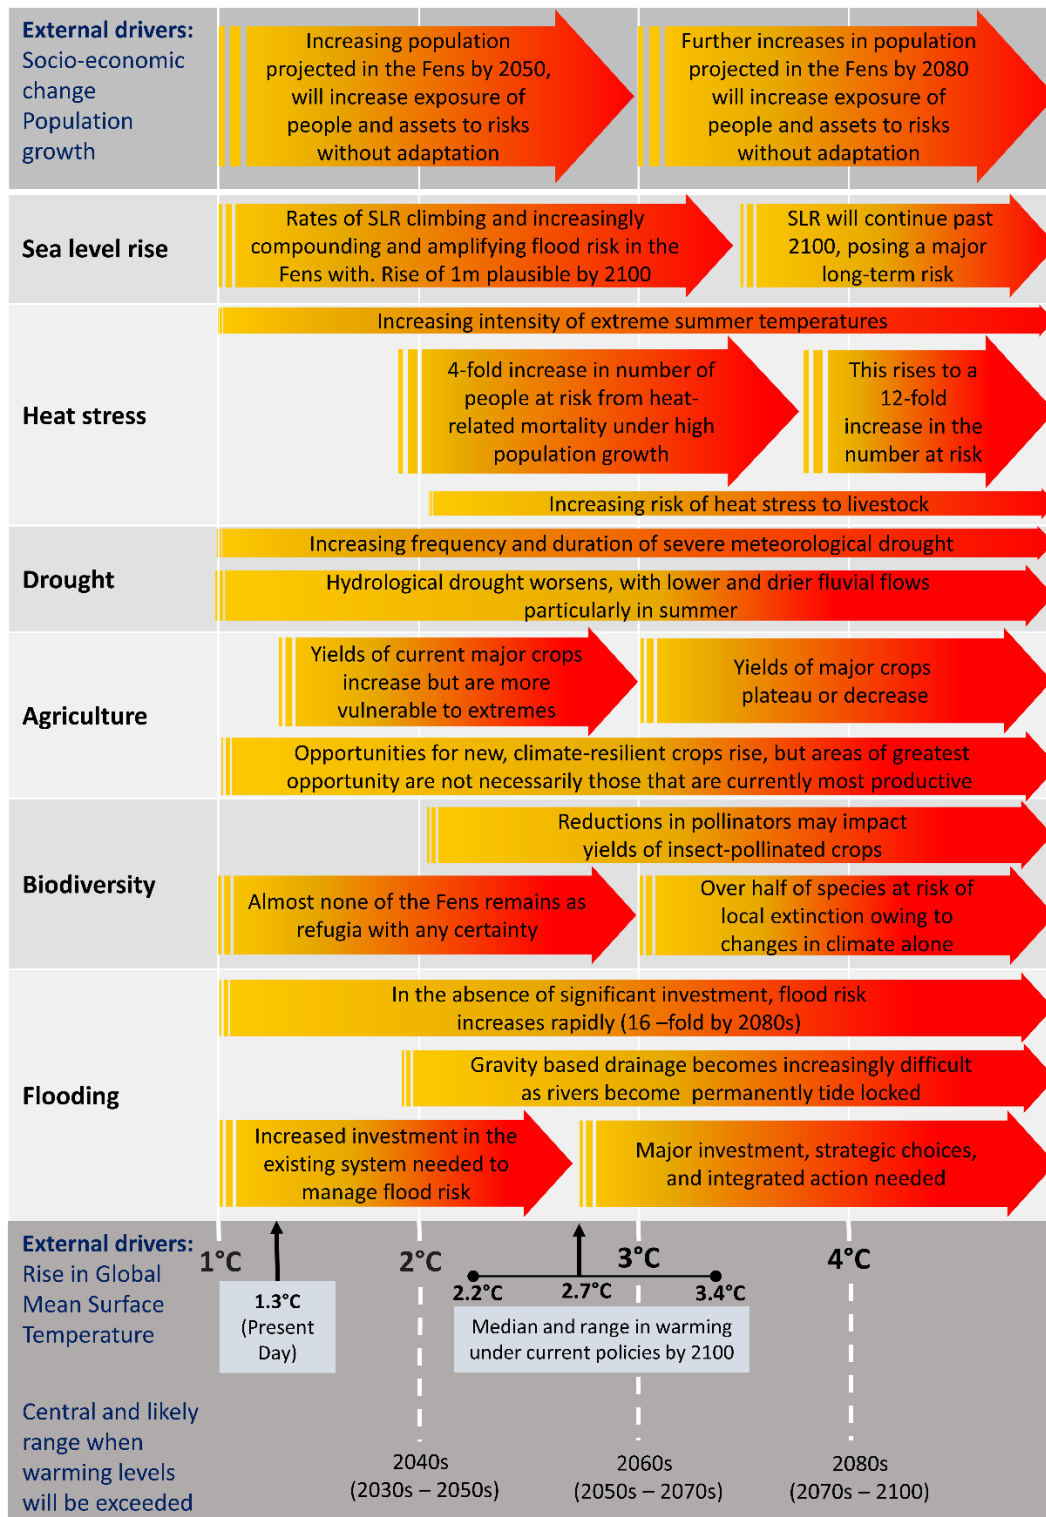 External drivers:
Socio-economic
change
Population
growth
Increasing population
projected in the Fens by 2050,
will increase exposure of
people and assets to risks
without adaptation
Further increases in population
projected in the Fens by 2080
will increase exposure of
people and assets to risks
without adaptation
Sea level rise
Rates of SLR climbing and increasingly
compounding and amplifying flood risk in the
Fens with. Rise of 1m plausible by 2100
SLR will continue past
2100, posing a major
long-term risk
Heat stress
Increasing intensity of extreme summer temperatures
4-fold increase in number of
people at risk from heat-
related mortality under high
population growth
This rises to a
12-fold
increase in the
number at risk
Increasing risk of heat stress to livestock
Drought
Increasing frequency and duration of severe meteorological drought
Hydrological drought worsens, with lower and drier fluvial flows
particularly in summer
Agriculture
Yields of current major crops
increase but are more
vulnerable to extremes
Yields of major crops
plateau or decrease
Opportunities for new, climate-resilient crops rise, but areas of greatest
opportunity are not necessarily those that are currently most productive
Biodiversity
Reductions in pollinators may impact
yields of insect-pollinated crops
Almost none of the Fens remains as
refugia with any certainty
Over half of species at risk of
local extinction owing to
changes in climate alone
Flooding
In the absence of significant investment, flood risk
increases rapidly (16 –fold by 2080s)
Gravity based drainage becomes increasingly difficult
as rivers become permanently tide locked
Increased investment in the
existing system needed to
manage flood risk
Major investment, strategic choices,
and integrated action needed
External drivers:
Rise in Global
Mean Surface
Temperature
1°C
2°C
3°C
4°C
1.3°C
(Present
Day)
2.2°C
2.7°C
3.4°C
Median and range in warming
under current policies by 2100
Central and likely
range when
warming levels
will be exceeded
2040s
(2030s – 2050s)
2060s
(2050s – 2070s)
2080s
(2070s – 2100)